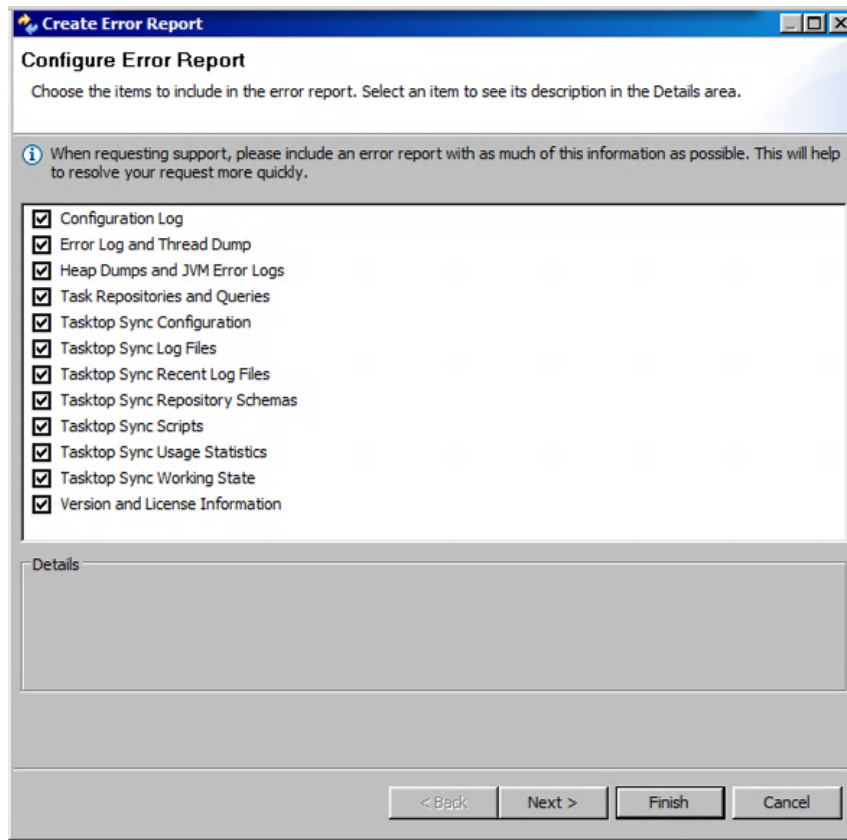 Create Error Report
Configure Error Report
Choose the items to include in the error report. Select an item to see its description in the Details area.
When requesting support, please include an error report with as much of this information as possible. This will help
to resolve your request more quickly.
Configuration Log
Error Log and Thread Dump
Heap Dumps and JVM Error Logs
Task Repositories and Queries
Tasktop Sync Configuration
Tasktop Sync Log Files
Tasktop Sync Recent Log Files
Tasktop Sync Repository Schemas
Tasktop Sync Scripts
Tasktop Sync Usage Statistics
Tasktop Sync Working State
Version and License Information
Details
< Back Next > Finish Cancel